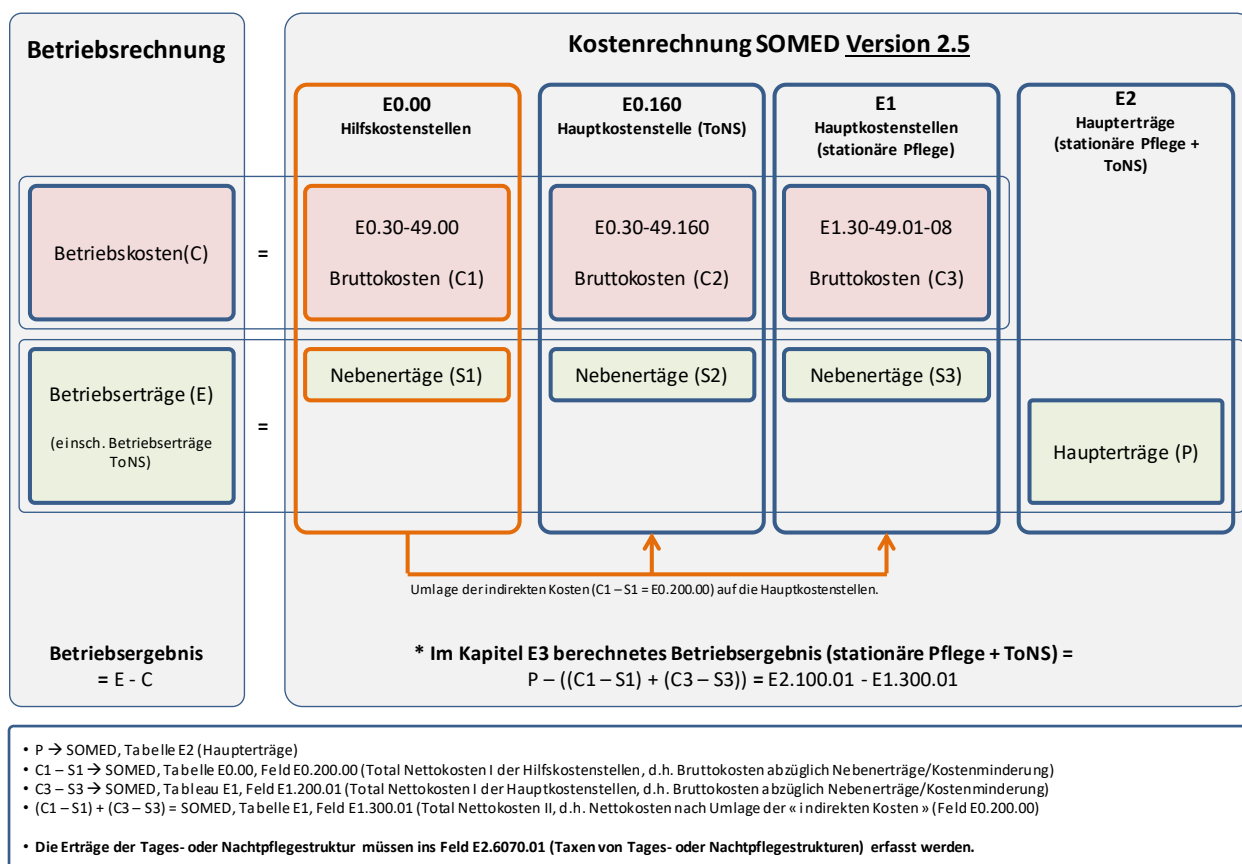 Betriebsrechnung
Kostenrechnung SOMED Version 2.5
E0.00
Hilfskostenstellen
E0.160
Hauptkostenstelle (ToNS)
E1
Hauptkostenstellen
(stationäre Pflege)
E2
Haupterträge
(stationäre Pflege +
ToNS)
Betriebskosten(C)
=
E0.30-49.00
Bruttokosten (C1)
E0.30-49.160
Bruttokosten (C2)
E1.30-49.01-08
Bruttokosten (C3)
Betriebserträge (E)
(einsch. Betriebserträge
ToNS)
=
Nebenertäge (S1)
Nebenertäge (S2)
Nebenertäge (S3)
Haupterträge (P)
Umlage der indirekten Kosten (C1 – S1 = E0.200.00) auf die Hauptkostenstellen.
Betriebsergebnis
= E - C
* Im Kapitel E3 berechnetes Betriebsergebnis (stationäre Pflege + ToNS) =
P – ((C1 – S1) + (C3 – S3)) = E2.100.01 - E1.300.01
• P → SOMED, Tabelle E2 (Haupterträge)
• C1 – S1 → SOMED, Tabelle E0.00, Feld E0.200.00 (Total Nettokosten I der Hilfskostenstellen, d.h. Bruttokosten abzüglich Nebenerträge/Kostenminderung)
• C3 – S3 → SOMED, Tableau E1, Feld E1.200.01 (Total Nettokosten I der Hauptkostenstellen, d.h. Bruttokosten abzüglich Nebenerträge/Kostenminderung)
• (C1 – S1) + (C3 – S3) = SOMED, Tabelle E1, Feld E1.300.01 (Total Nettokosten II, d.h. Nettokosten nach Umlage der « indirekten Kosten » (Feld E0.200.00)
• Die Erträge der Tages- oder Nachtpflegestruktur müssen ins Feld E2.6070.01 (Taxen von Tages- oder Nachtpflegestrukturen) erfasst werden.